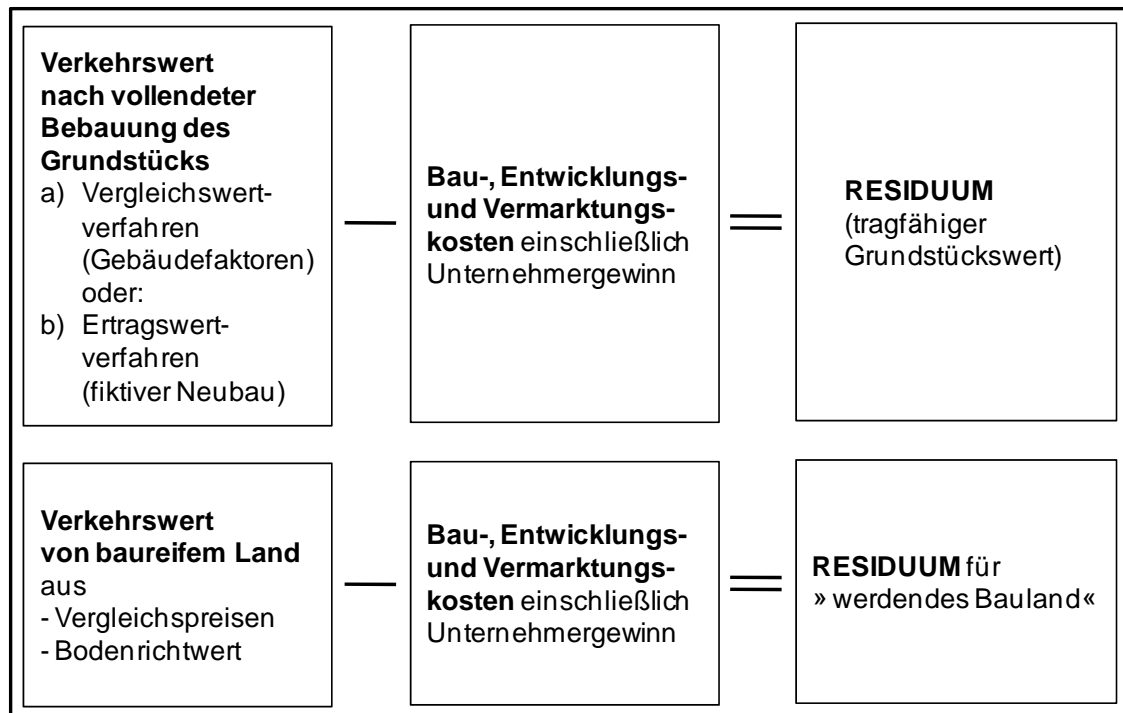 Verkehrswert
nach vollendeter
Bebauung des
Grundstücks
a) Vergleichswert-
verfahren
(Gebäudefaktoren)
oder:
b) Ertragswert-
verfahren
(fiktiver Neubau)
Bau-, Entwicklungs-
und Vermarktungs-
kosten einschließlich
Unternehmergewinn
RESIDUUM
(tragfähiger
Grundstückswert)
Verkehrswert
von baureifem Land
aus
- Vergleichspreisen
- Bodenrichtwert
Bau-, Entwicklungs-
und Vermarktungs-
kosten einschließlich
Unternehmergewinn
RESIDUUM für
» werdendes Bauland«